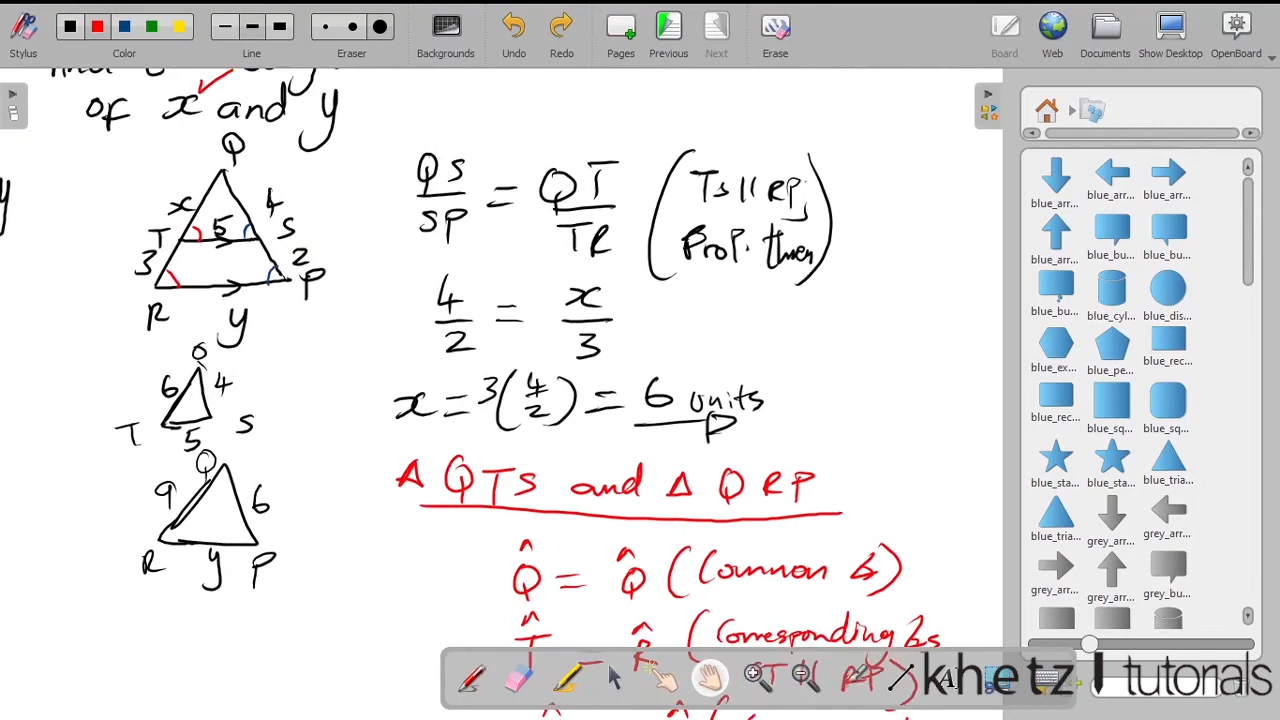 Stylus
Color
Line
Eraser
Backgrounds
Undo
Redo
Pages
Previous
Next
Erase
Board
Web
Documents
Show Desktop
OpenBoard
of x and y
y
Q
x
4
T
5
S
3
2
R
y
P
QS/SP = QT/TR (TS || RP; Prop. thm)
4/2 = x/3
x = 3(4/2) = 6 units
Q
6
4
T
5
S
Q
9
6
R
y
P
Δ QTS and Δ QRP
Q̂ = Q̂ (Common ∠)
T̂ = R̂ (Corresponding ∠s
RP)
blue_arr...
blue_arr...
blue_arr...
blue_arr...
blue_bu...
blue_bu...
blue_bu...
blue_cyl...
blue_dis...
blue_ex...
blue_pe...
blue_rec...
blue_rec...
blue_sq...
blue_sq...
blue_sta...
blue_sta...
blue_tria...
blue_tria...
grey_arr...
grey_arr...
grey_arr...
grey_arr...
grey_bu...
khetz tutorials